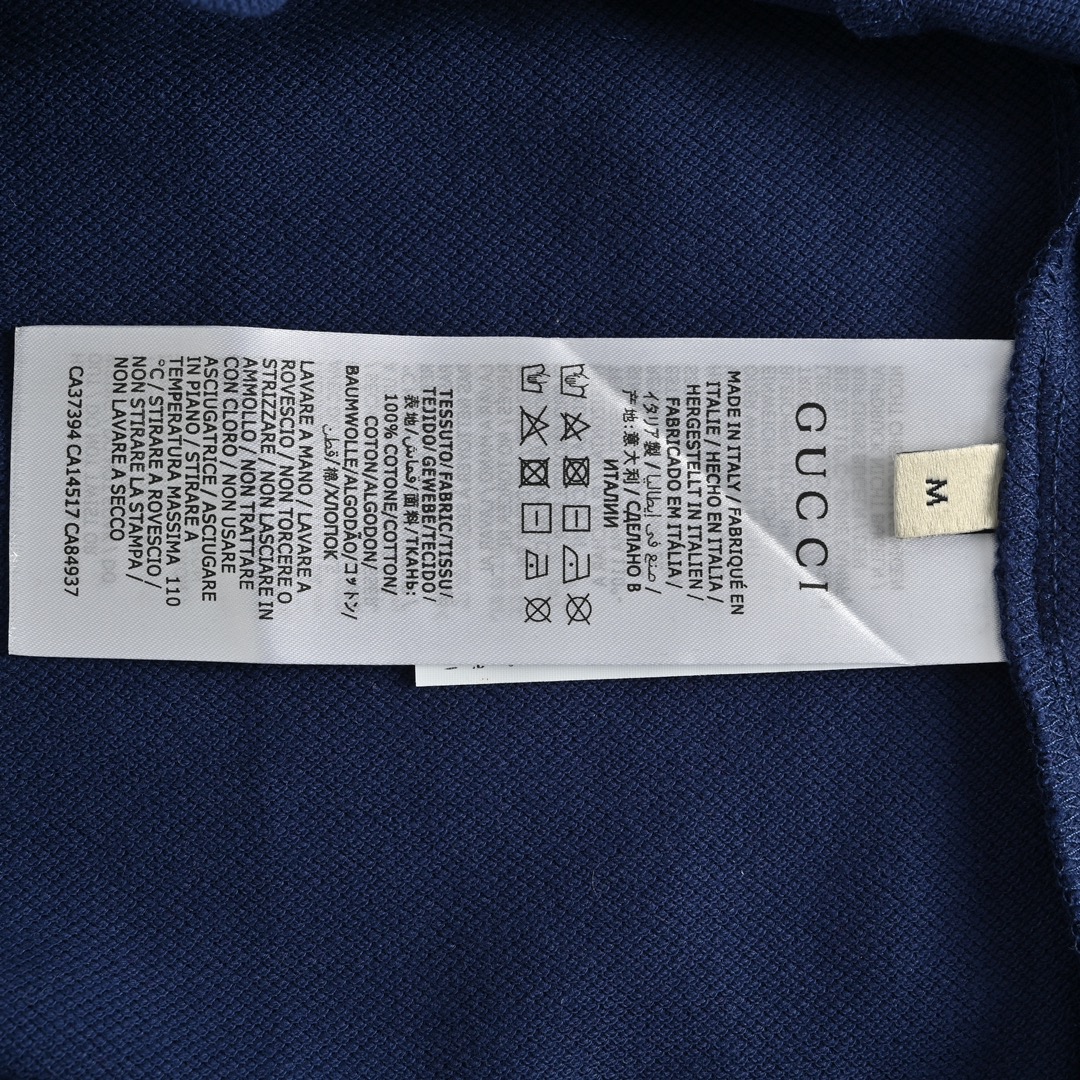 GUCCI
M
MADE IN ITALY / FABRIQUÉ EN
ITALIE / HECHO EN ITALIA /
HERGESTELLT IN ITALIEN /
FABRICADO EM ITÁLIA /
イタリア製 / صنع في إيطاليا /
产地：意大利 / СДЕЛАНО В
ИТАЛИИ
TESSUTO/FABRIC/TISSU/
TEJIDO/GEWEBE/TECIDO/
表地/قماش/面料/ТКАНЬ:
100% COTONE/COTTON/
COTON/ALGODON/
BAUMWOLLE/ALGODÃO/コットン/
قطن/棉/ХЛОПОК
LAVARE A MANO / LAVARE A
ROVESCIO / NON TORCERE O
STRIZZARE / NON LASCIARE IN
AMMOLLO / NON TRATTARE
CON CLORO / NON USARE
ASCIUGATRICE / ASCIUGARE
IN PIANO / STIRARE A
TEMPERATURA MASSIMA 110
°C / STIRARE A ROVESCIO /
NON STIRARE LA STAMPA /
NON LAVARE A SECCO
CA37394 CA14517 CA84937